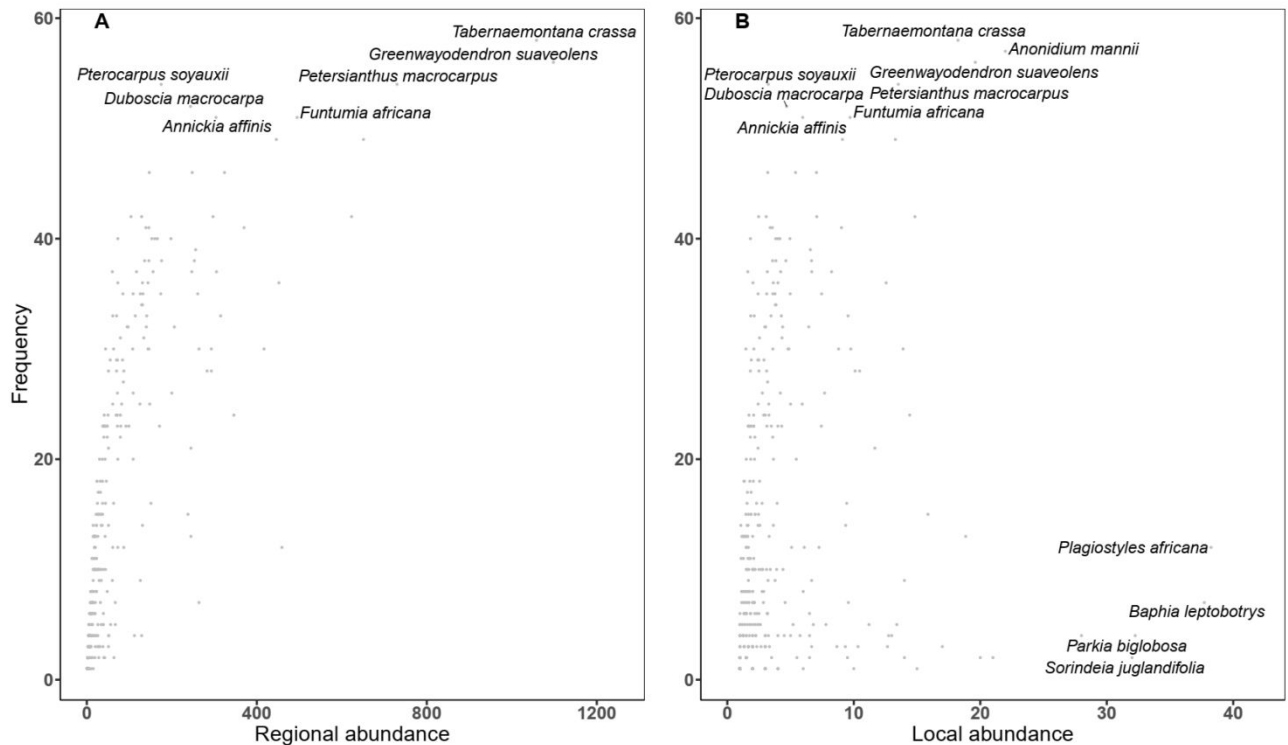 60
A
Tabernaemontana crassa
Greenwayodendron suaveolens
Pterocarpus soyauxii
Petersianthus macrocarpus
Duboscia macrocarpa
Funtumia africana
Annickia affinis
40
20
0
Frequency
0
400
800
1200
Regional abundance
60
B
Tabernaemontana crassa
Anonidium mannii
Pterocarpus soyauxii
Greenwayodendron suaveolens
Duboscia macrocarpa
Petersianthus macrocarpus
Funtumia africana
Annickia affinis
40
20
Plagiostyles africana
Baphia leptobotrys
Parkia biglobosa
Sorindeia juglandifolia
0
0
10
20
30
40
Local abundance